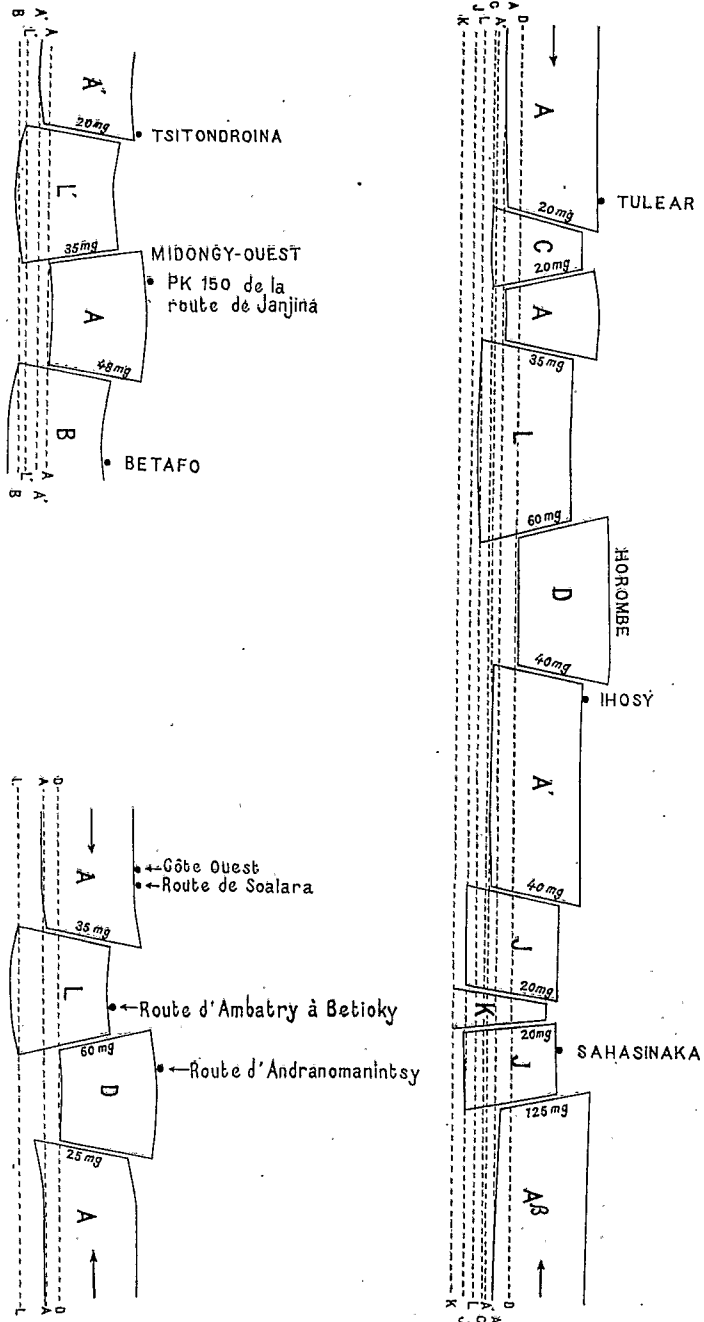 A' A L' B
A'
20mg
TSITONDROINA
L'
35mg
MIDONGY-OUEST
PK 150 de la
route de Janjina
A
48mg
B
BETAFO
A A' L' B
D A A' C L J K
A
TULEAR
20mg
C
20mg
A
35mg
L
60mg
D
HOROMBE
40mg
IHOSY
A'
40mg
J
20mg
K
20mg
J
SAHASINAKA
125mg
Aβ
D A A' C L J K
D A L
A
Côte Ouest
Route de Soalara
35mg
L
Route d'Ambatry à Betioky
60mg
D
Route d'Andranomanintsy
25mg
A
D A L